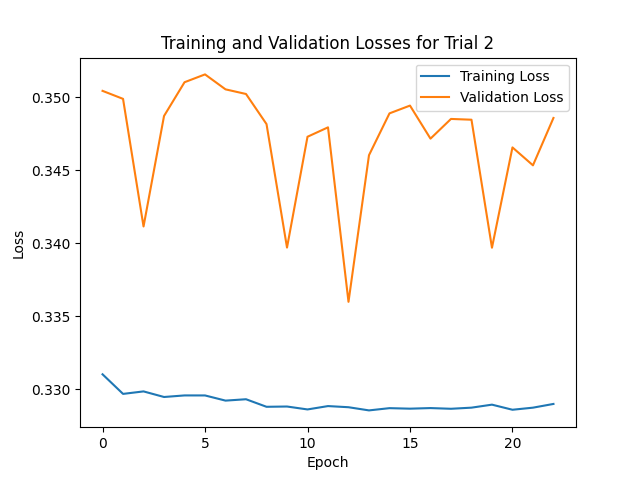 Training and Validation Losses for Trial 2
Training Loss
Validation Loss
0.350
0.345
0.340
0.335
0.330
Loss
0
5
10
15
20
Epoch